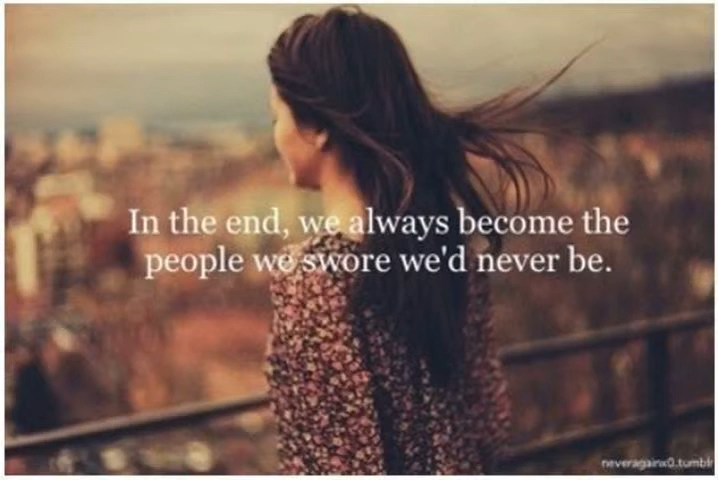 In the end, we always become the
people we swore we'd never be.
neveragainx0.tumblr